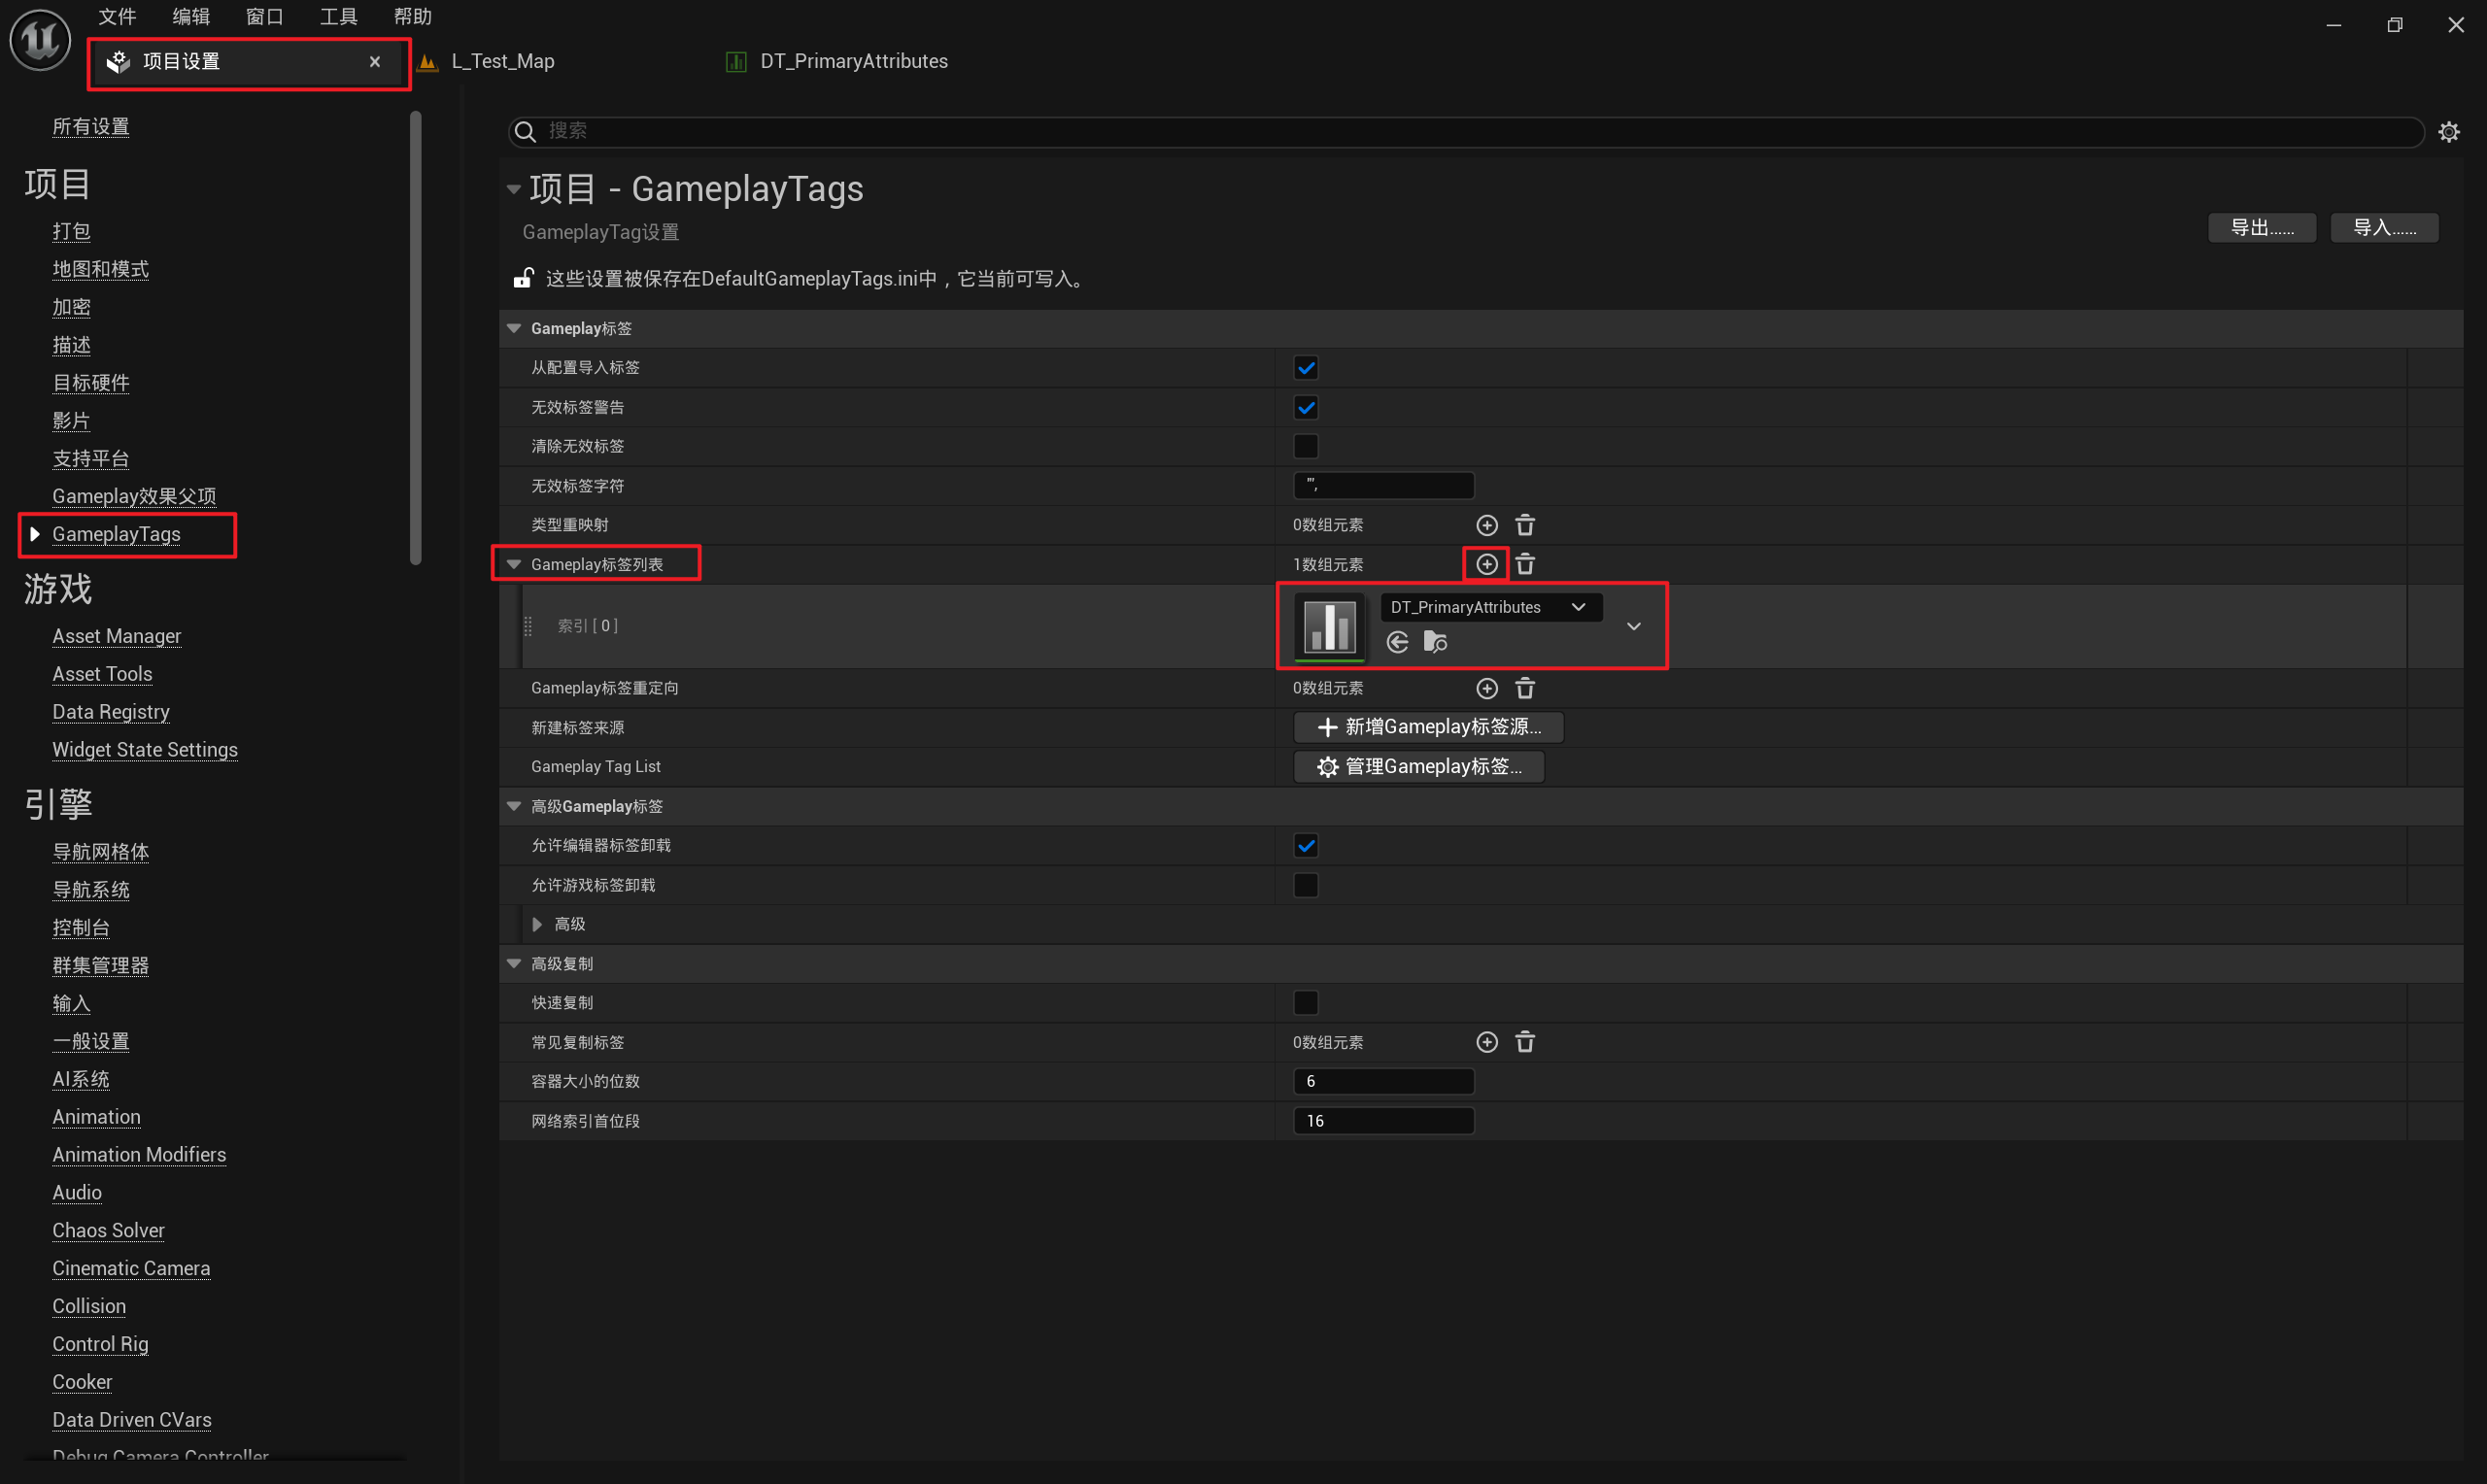 文件 编辑 窗口 工具 帮助
项目设置 L_Test_Map DT_PrimaryAttributes
所有设置
项目
打包
地图和模式
加密
描述
目标硬件
影片
支持平台
Gameplay效果父项
GameplayTags
游戏
Asset Manager
Asset Tools
Data Registry
Widget State Settings
引擎
导航网格体
导航系统
控制台
群集管理器
输入
一般设置
AI系统
Animation
Animation Modifiers
Audio
Chaos Solver
Cinematic Camera
Collision
Control Rig
Cooker
Data Driven CVars
Debug Camera Controller
搜索
项目 - GameplayTags
GameplayTag设置
导出...... 导入......
这些设置被保存在DefaultGameplayTags.ini中，它当前可写入。
Gameplay标签
从配置导入标签
无效标签警告
清除无效标签
无效标签字符 "',
类型重映射 0数组元素
Gameplay标签列表 1数组元素
索引 [ 0 ] DT_PrimaryAttributes
Gameplay标签重定向 0数组元素
新建标签来源 新增Gameplay标签源...
Gameplay Tag List 管理Gameplay标签...
高级Gameplay标签
允许编辑器标签卸载
允许游戏标签卸载
高级
高级复制
快速复制
常见复制标签 0数组元素
容器大小的位数 6
网络索引首位段 16